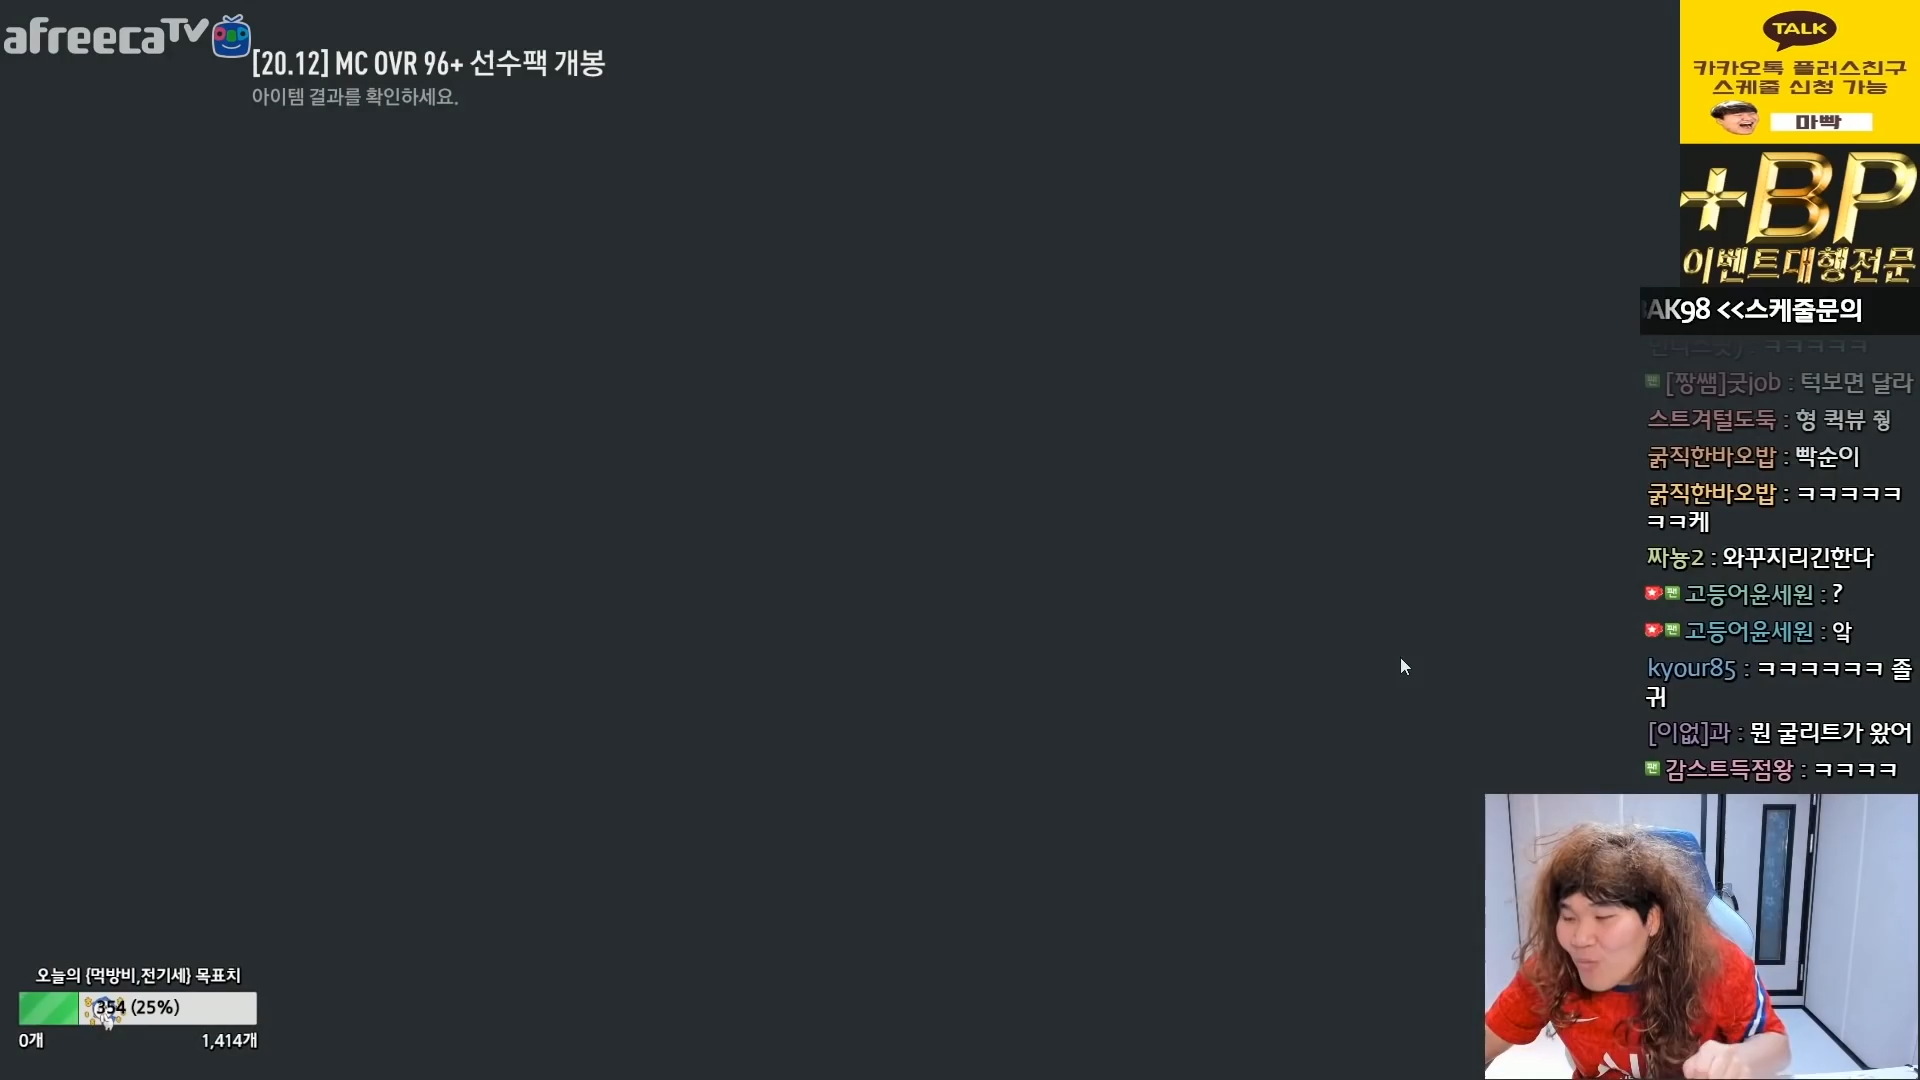 afreecaTV
[20.12] MC OVR 96+ 선수팩 개봉
아이템 결과를 확인하세요.
TALK
카카오톡 플러스친구
스케줄 신청 가능
마빡
+BP
이벤트대행전문
AK98 <<스케줄문의
ㅋㅋㅋㅋㅋ
팬 [짱쌤]굿job : 턱보면 달라
스트겨털도둑 : 형 퀵뷰 줭
굵직한바오밥 : 빡순이
굵직한바오밥 : ㅋㅋㅋㅋㅋ
ㅋㅋ케
짜뇽2 : 와꾸지리긴한다
팬 고등어윤세원 : ?
팬 고등어윤세원 : 앜
kyour85 : ㅋㅋㅋㅋㅋㅋ 졸
귀
[이없]과 : 뭔 굴리트가 왔어
팬 감스트득점왕 : ㅋㅋㅋㅋ
오늘의 {먹방비,전기세} 목표치
354 (25%)
0개 1,414개